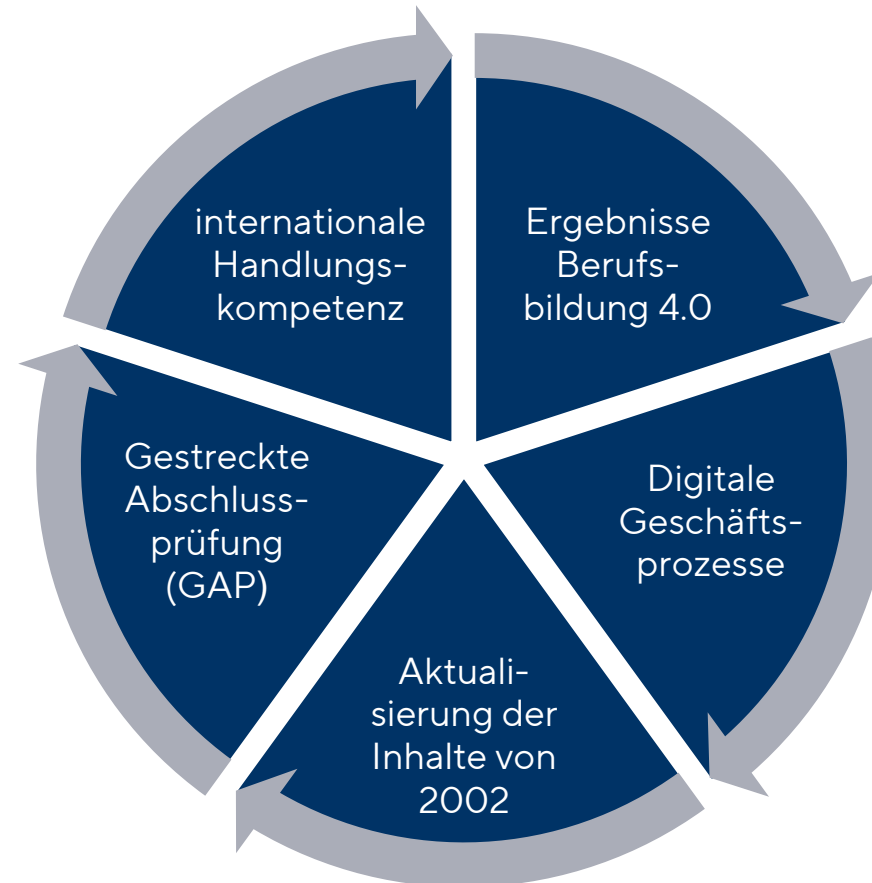 internationale
Handlungs-
kompetenz
Ergebnisse
Berufs-
bildung 4.0
Digitale
Geschäfts-
prozesse
Aktuali-
sierung der
Inhalte von
2002
Gestreckte
Abschluss-
prüfung
(GAP)